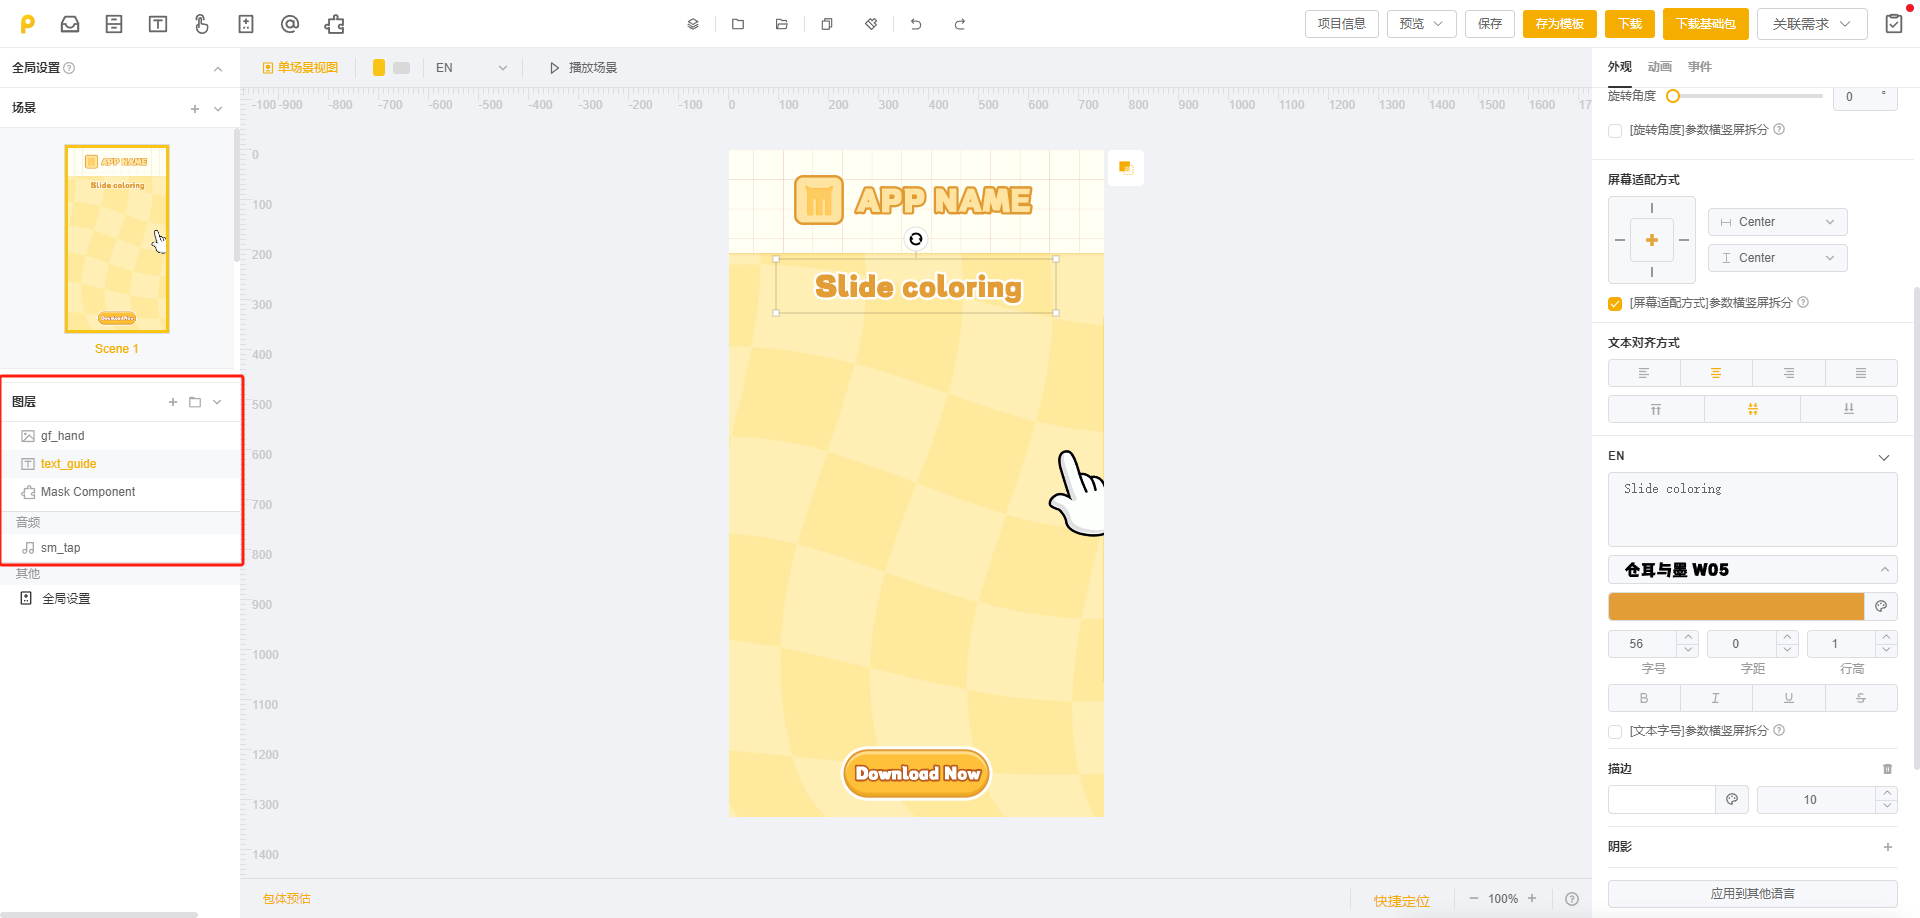 项目信息
预览
保存
存为模板
下载
下载基础包
关联需求
全局设置
单场景视图
EN
播放场景
外观
动画
事件
场景
-100 -900 -800 -700 -600 -500 -400 -300 -200 -100 0 100 200 300 400 500 600 700 800 900 1000 1100 1200 1300 1400 1500 1600 17
旋转角度
0
°
[旋转角度]参数横竖屏拆分
0
100
200
300
400
500
600
700
800
900
1000
1100
1200
1300
1400
APP NAME
Slide coloring
Download Now
Scene 1
APP NAME
Slide coloring
Download Now
图层
gf_hand
text_guide
Mask Component
音频
sm_tap
其他
全局设置
屏幕适配方式
Center
Center
[屏幕适配方式]参数横竖屏拆分
文本对齐方式
EN
Slide coloring
仓耳与墨 W05
56
0
1
字号
字距
行高
B
I
U
S
[文本字号]参数横竖屏拆分
描边
10
阴影
应用到其他语言
包体预估
快捷定位
100%